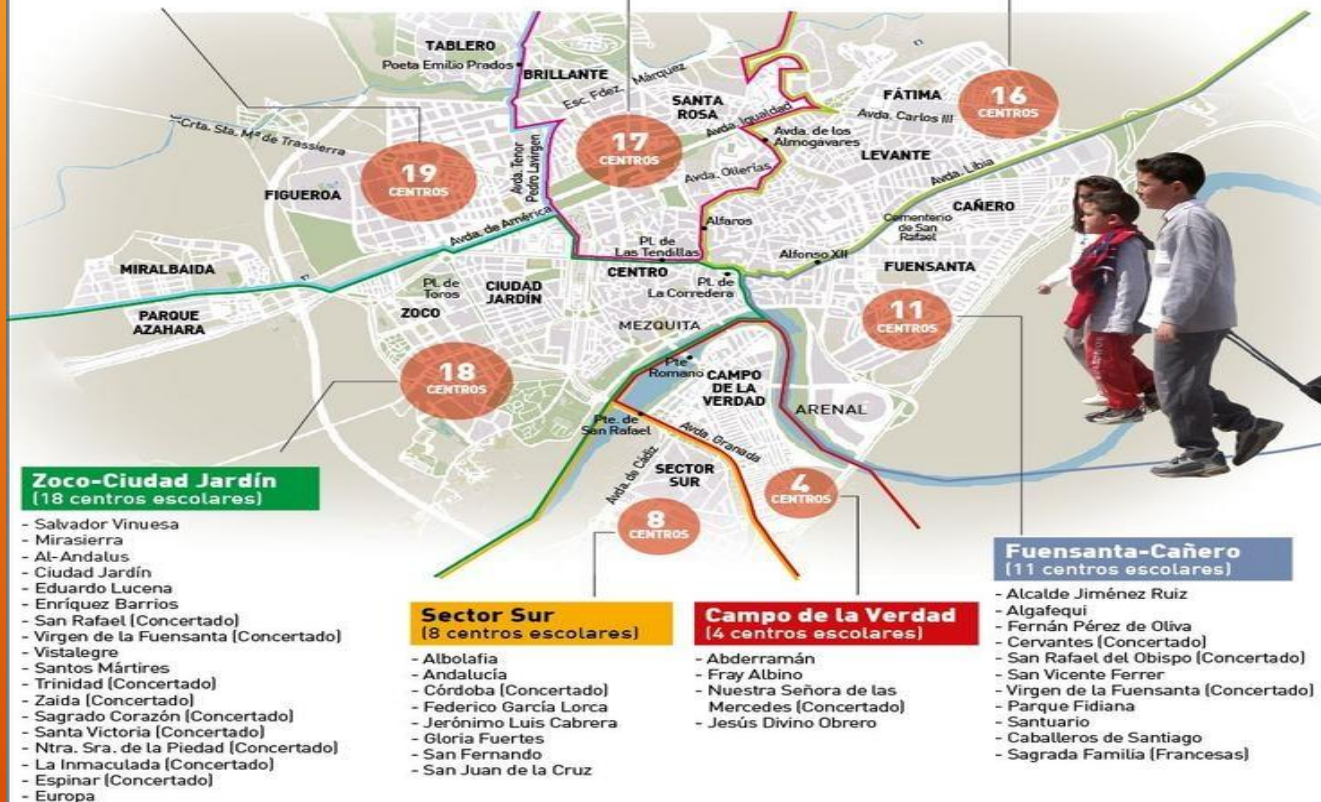 TABLERO
Poeta Emilio Prados
BRILLANTE
Esc. Fdez. Márquez
SANTA
ROSA
Avda. Igualdad
FÁTIMA
Avda. Carlos III
16
CENTROS
Crta. Sta. Mª de Trassierra
19
CENTROS
FIGUEROA
Avda. Tenor
Pedro Lavirgen
17
CENTROS
Avda. de los
Almogavares
LEVANTE
Avda. Ollerías
Avda. Libia
CAÑERO
Cementerio
de San
Rafael
Avda. de América
Alfaros
Pl. de
Las Tendillas
CENTRO
Alfonso XII
FUENSANTA
MIRALBAIDA
PARQUE
AZAHARA
Pl. de
Toros
ZOCO
CIUDAD
JARDÍN
Pl. de
La Corredera
MEZQUITA
11
CENTROS
18
CENTROS
Pte.
Romano
CAMPO
DE LA
VERDAD
ARENAL
Pte. de
San Rafael
Avda. Granada
Avda. de Cádiz
SECTOR
SUR
8
CENTROS
4
CENTROS
Zoco-Ciudad Jardín
(18 centros escolares)
- Salvador Vinuesa
- Mirasierra
- Al-Andalus
- Ciudad Jardín
- Eduardo Lucena
- Enríquez Barrios
- San Rafael (Concertado)
- Virgen de la Fuensanta (Concertado)
- Vistalegre
- Santos Mártires
- Trinidad (Concertado)
- Zaida (Concertado)
- Sagrado Corazón (Concertado)
- Santa Victoria (Concertado)
- Ntra. Sra. de la Piedad (Concertado)
- La Inmaculada (Concertado)
- Espinar (Concertado)
- Europa
Sector Sur
(8 centros escolares)
- Albolafia
- Andalucía
- Córdoba (Concertado)
- Federico García Lorca
- Jerónimo Luis Cabrera
- Gloria Fuertes
- San Fernando
- San Juan de la Cruz
Campo de la Verdad
(4 centros escolares)
- Abderramán
- Fray Albino
- Nuestra Señora de las
Mercedes (Concertado)
- Jesús Divino Obrero
Fuensanta-Cañero
(11 centros escolares)
- Alcalde Jiménez Ruiz
- Algafequi
- Fernán Pérez de Oliva
- Cervantes (Concertado)
- San Rafael del Obispo (Concertado)
- San Vicente Ferrer
- Virgen de la Fuensanta (Concertado)
- Parque Fidiana
- Santuario
- Caballeros de Santiago
- Sagrada Familia (Francesas)